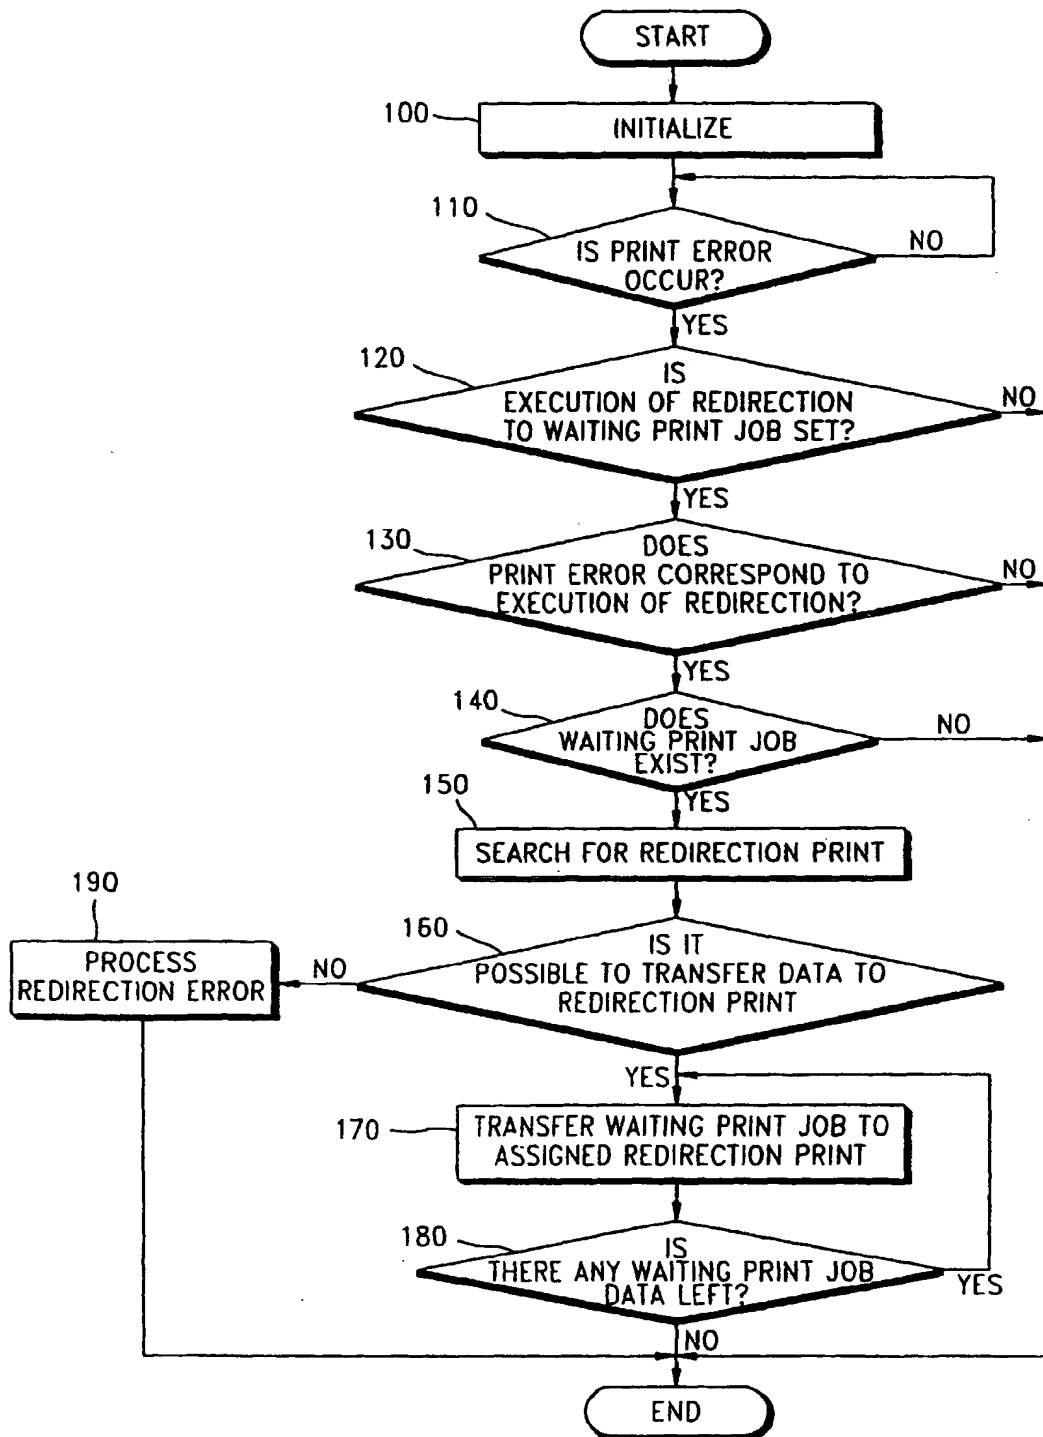 START
100
INITIALIZE
110
IS PRINT ERROR
OCCUR?
NO
YES
120
IS
EXECUTION OF REDIRECTION
TO WAITING PRINT JOB SET?
NO
YES
130
DOES
PRINT ERROR CORRESPOND TO
EXECUTION OF REDIRECTION?
NO
YES
140
DOES
WAITING PRINT JOB
EXIST?
NO
YES
150
SEARCH FOR REDIRECTION PRINT
190
PROCESS
REDIRECTION ERROR
NO
160
IS IT
POSSIBLE TO TRANSFER DATA TO
REDIRECTION PRINT
YES
170
TRANSFER WAITING PRINT JOB TO
ASSIGNED REDIRECTION PRINT
180
IS
THERE ANY WAITING PRINT JOB
DATA LEFT?
YES
NO
END